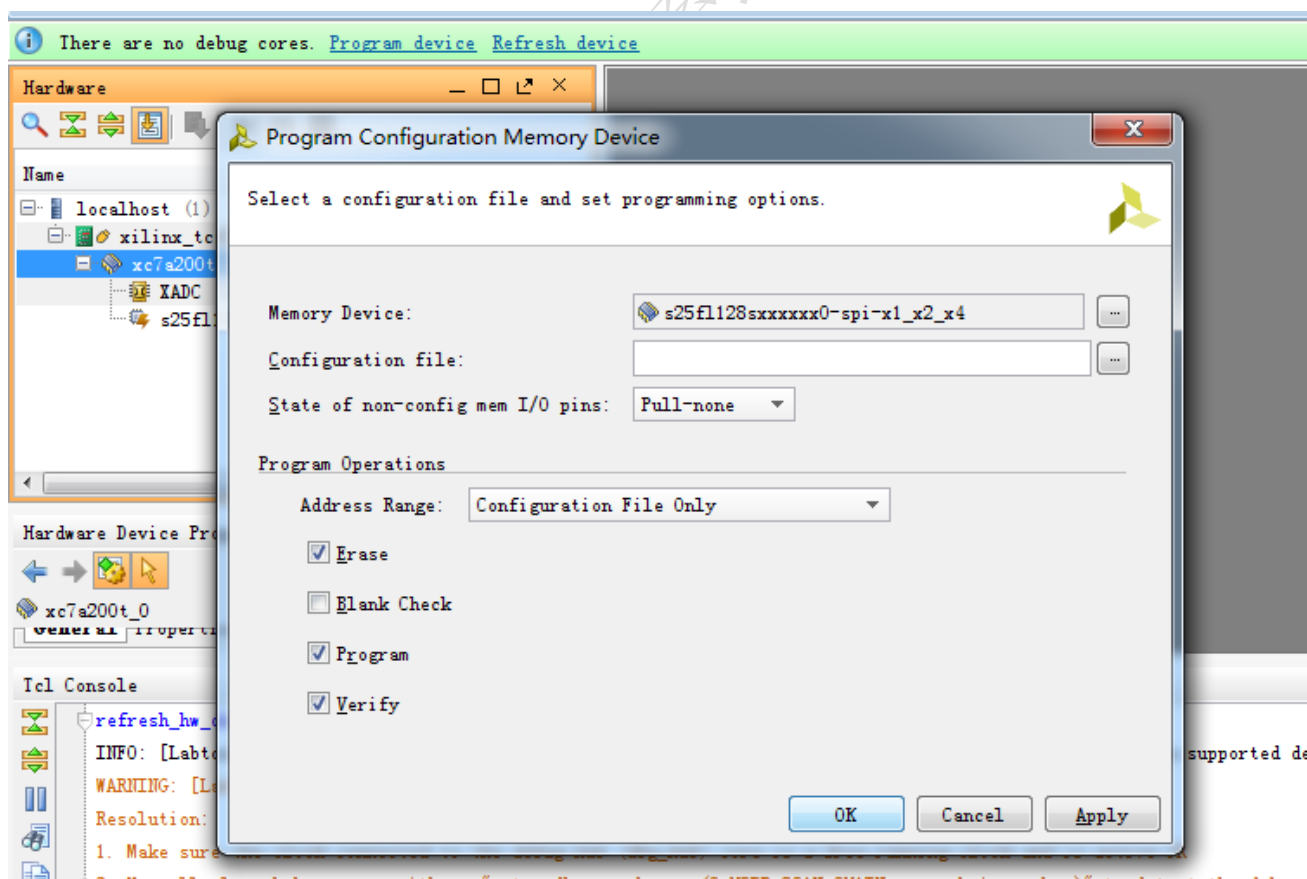 There are no debug cores. Program device Refresh device
Hardware
Program Configuration Memory Device
Name
Select a configuration file and set programming options.
localhost (1)
xilinx_tc
xc7a200t
XADC
s25fl1
Memory Device:
s25fl128sxxxxxx0-spi-x1_x2_x4
...
Configuration file:
...
State of non-config mem I/O pins:
Pull-none
Program Operations
Address Range:
Configuration File Only
Hardware Device Pro
Erase
Blank Check
xc7a200t_0
General Properti
Program
Tcl Console
Verify
refresh_hw_d
INFO: [Labto
supported de
WARNING: [La
Resolution:
OK
Cancel
Apply
1. Make sure